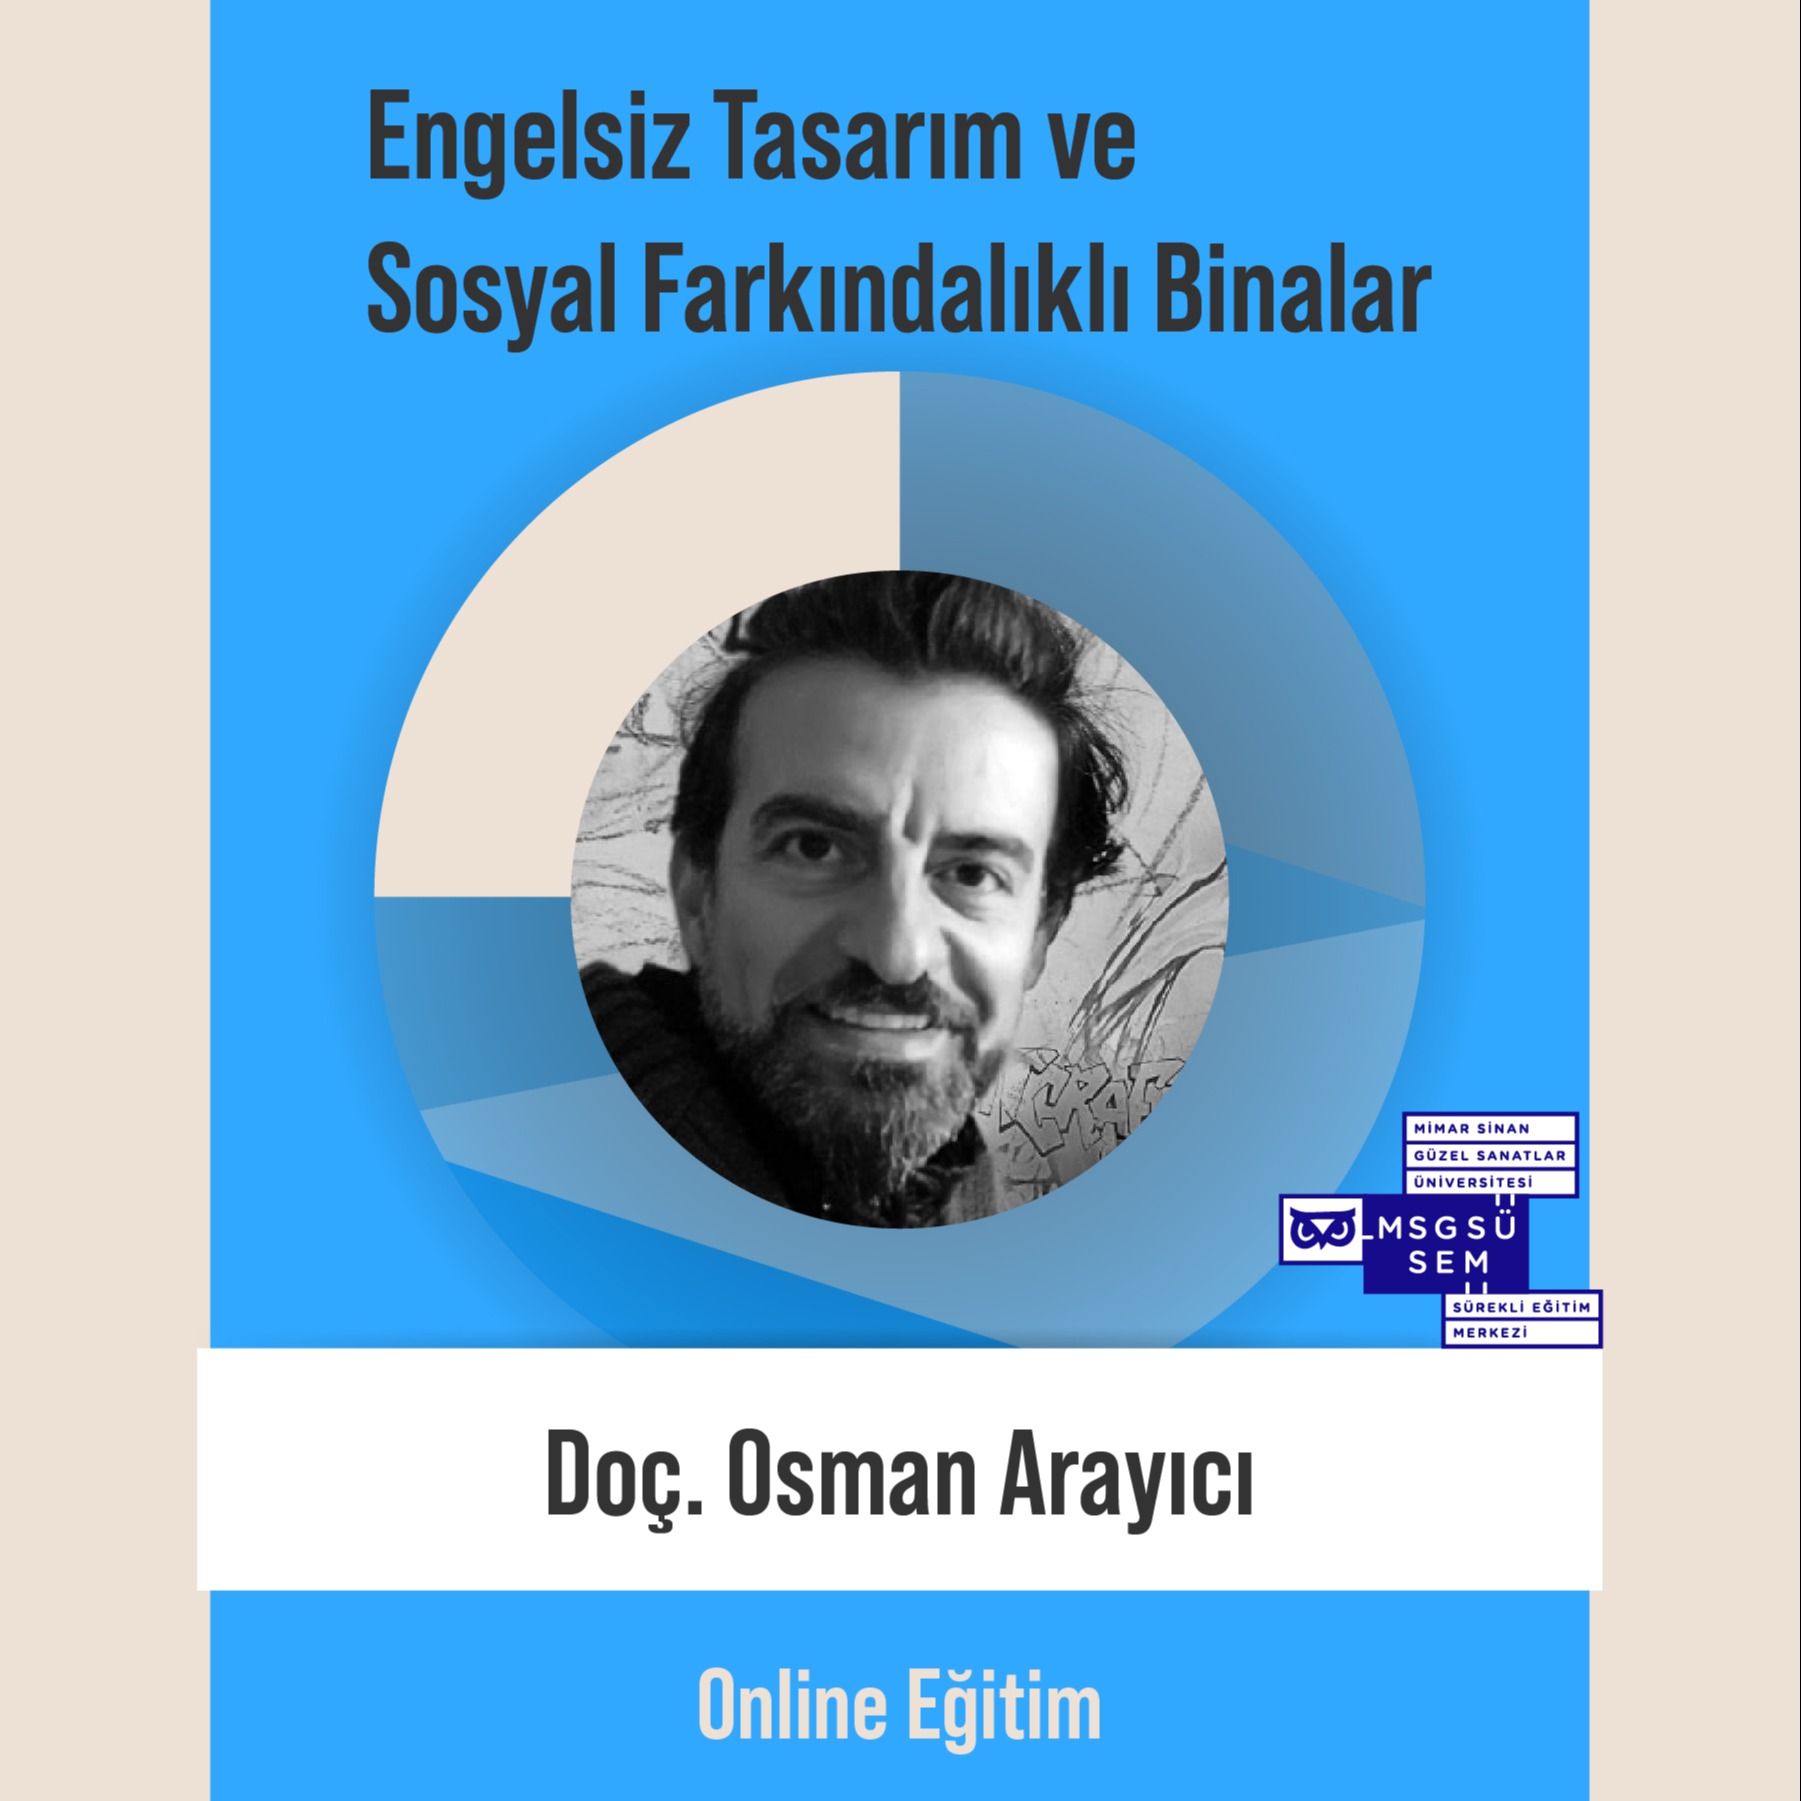 Engelsiz Tasarım ve
Sosyal Farkındalıklı Binalar
MİMAR SİNAN
GÜZEL SANATLAR
ÜNİVERSİTESİ
MSGSÜ
SEM
SÜREKLİ EĞİTİM
MERKEZİ
Doç. Osman Arayıcı
Online Eğitim